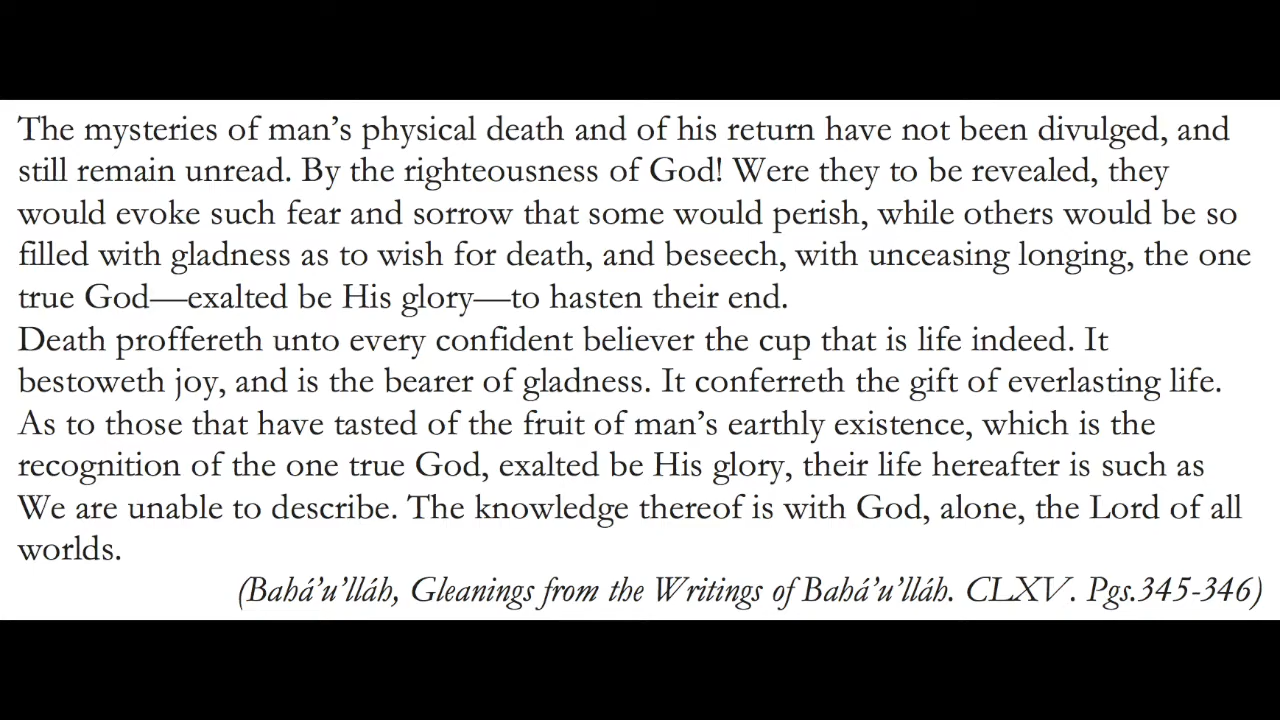 The mysteries of man’s physical death and of his return have not been divulged, and
still remain unread. By the righteousness of God! Were they to be revealed, they
would evoke such fear and sorrow that some would perish, while others would be so
filled with gladness as to wish for death, and beseech, with unceasing longing, the one
true God—exalted be His glory—to hasten their end.
Death proffereth unto every confident believer the cup that is life indeed. It
bestoweth joy, and is the bearer of gladness. It conferreth the gift of everlasting life.
As to those that have tasted of the fruit of man’s earthly existence, which is the
recognition of the one true God, exalted be His glory, their life hereafter is such as
We are unable to describe. The knowledge thereof is with God, alone, the Lord of all
worlds.
(Bahá’u’lláh, Gleanings from the Writings of Bahá’u’lláh. CLXV. Pgs.345-346)